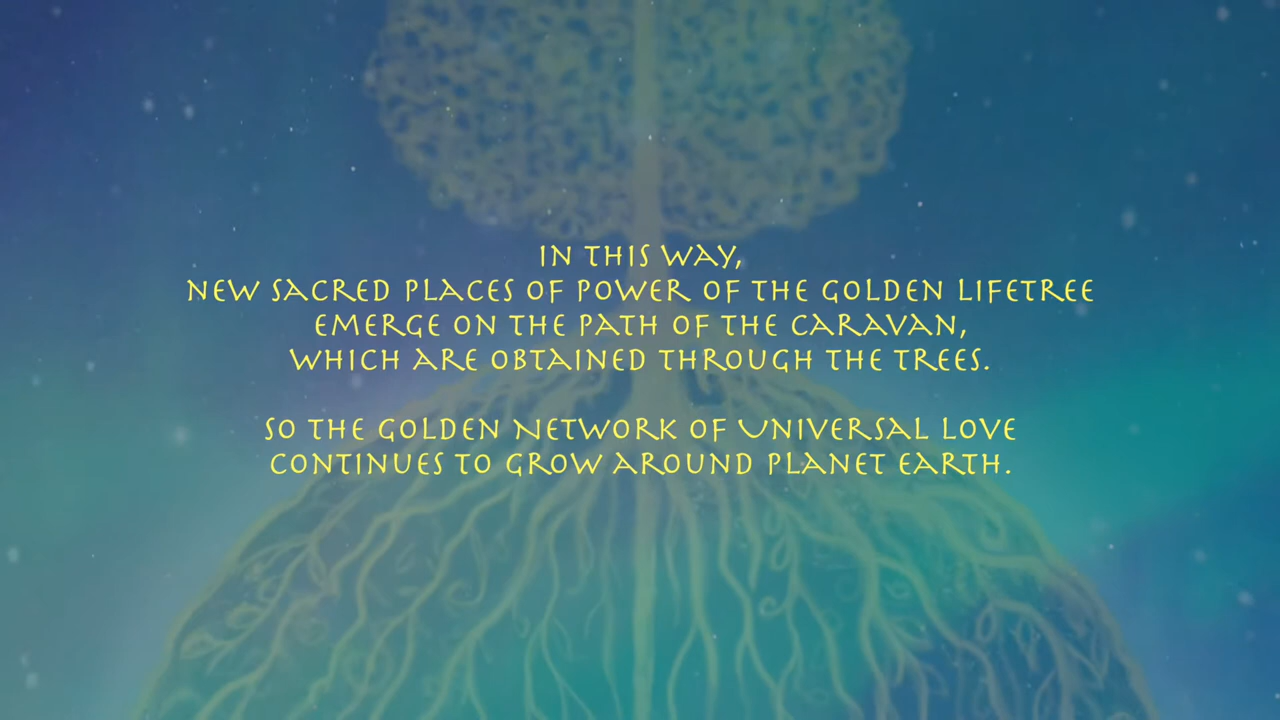 In this way,
new sacred places of power of the Golden Lifetree
emerge on the path of the caravan,
which are obtained through the trees.
So the Golden Network of Universal Love
continues to grow around planet Earth.